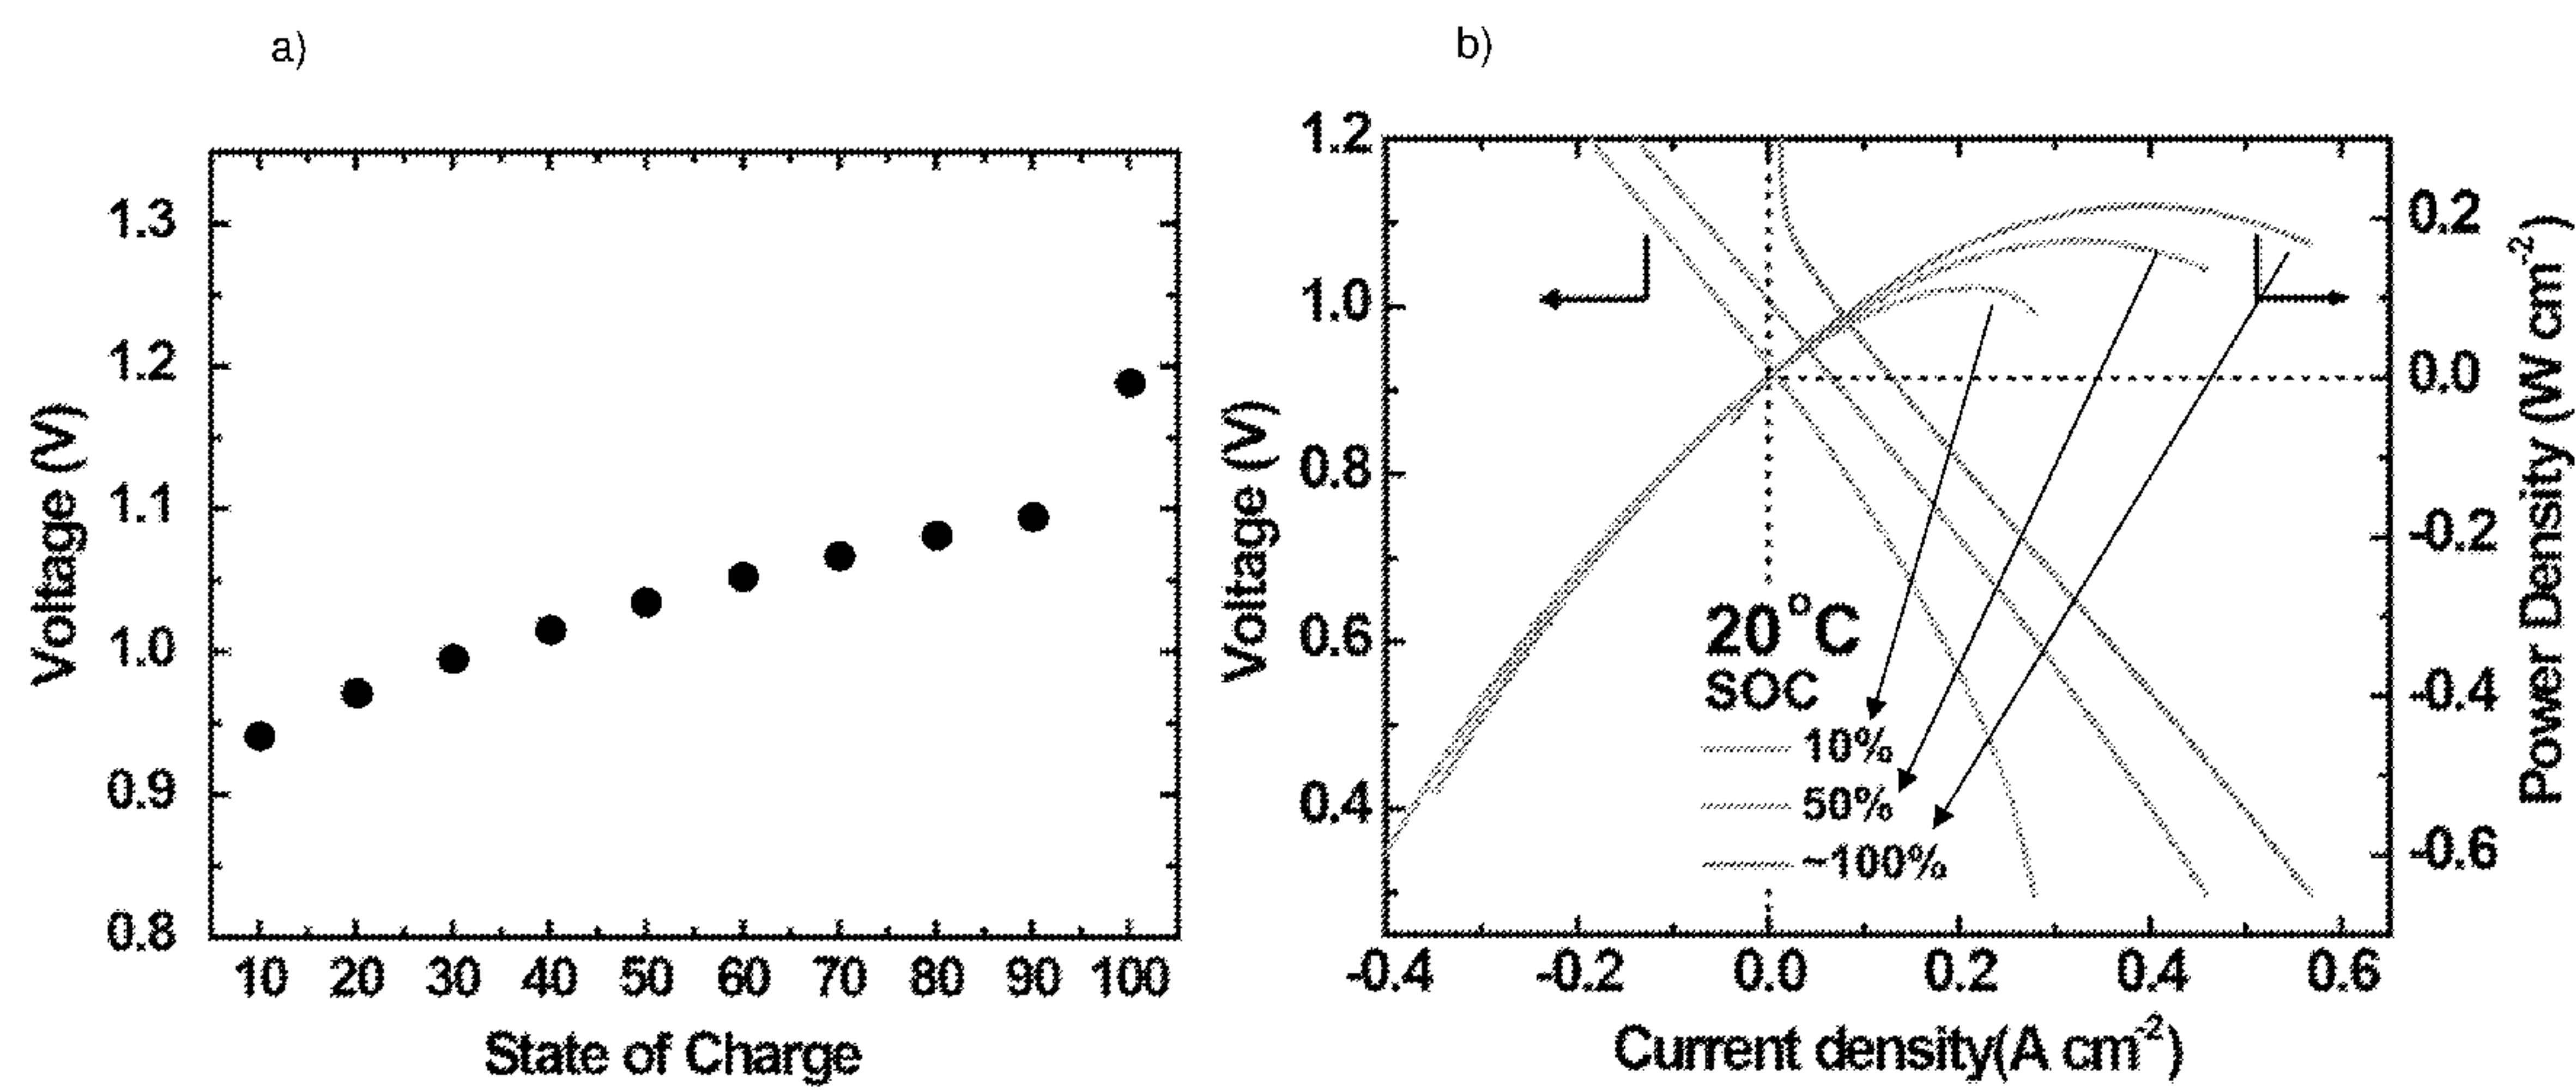 a)
1.3
1.2
1.1
1.0
0.9
0.8
Voltage (V)
10 20 30 40 50 60 70 80 90 100
State of Charge
b)
1.2
1.0
0.8
0.6
0.4
Voltage (V)
20°C
SOC
10%
50%
~100%
0.2
0.0
-0.2
-0.4
-0.6
Power Density (W cm⁻²)
-0.4 -0.2 0.0 0.2 0.4 0.6
Current density(A cm⁻²)